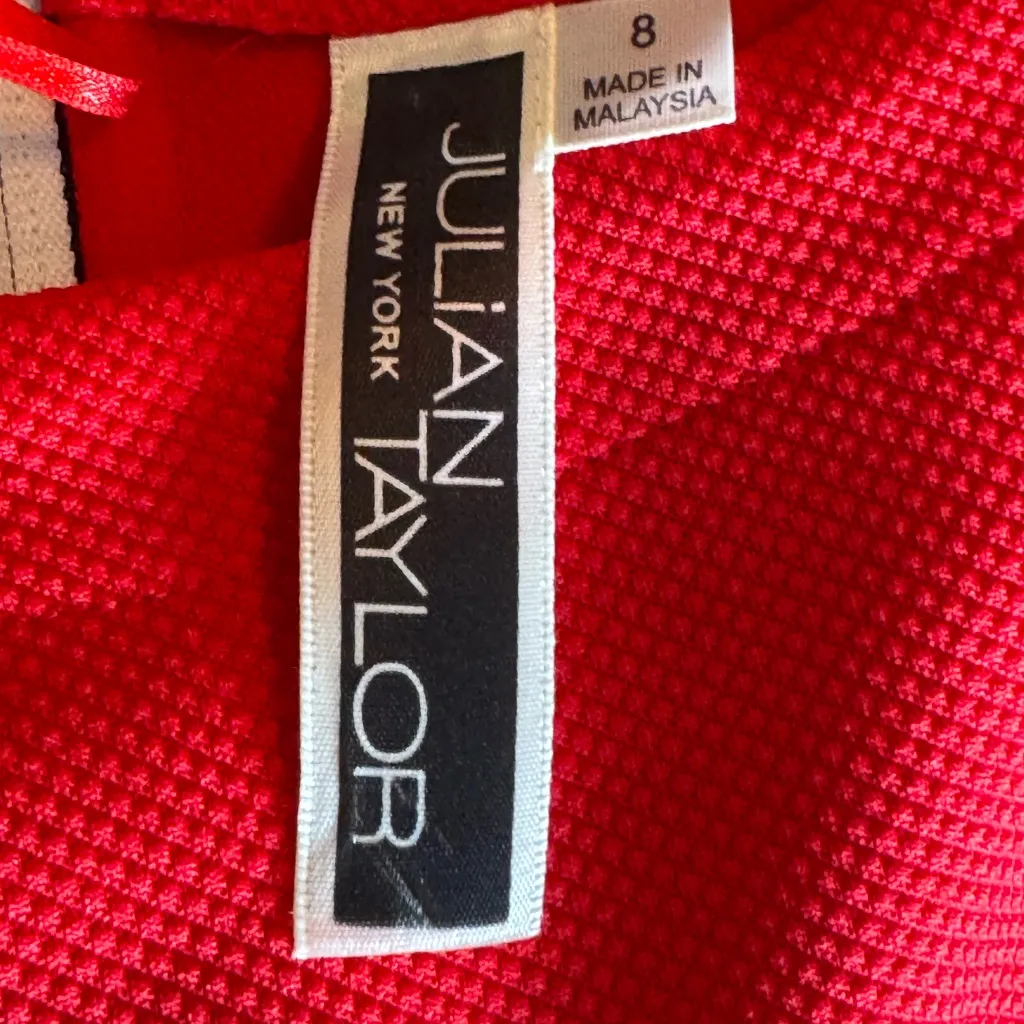 8
MADE IN
MALAYSIA
JULiAN
TAYLOR
NEW YORK